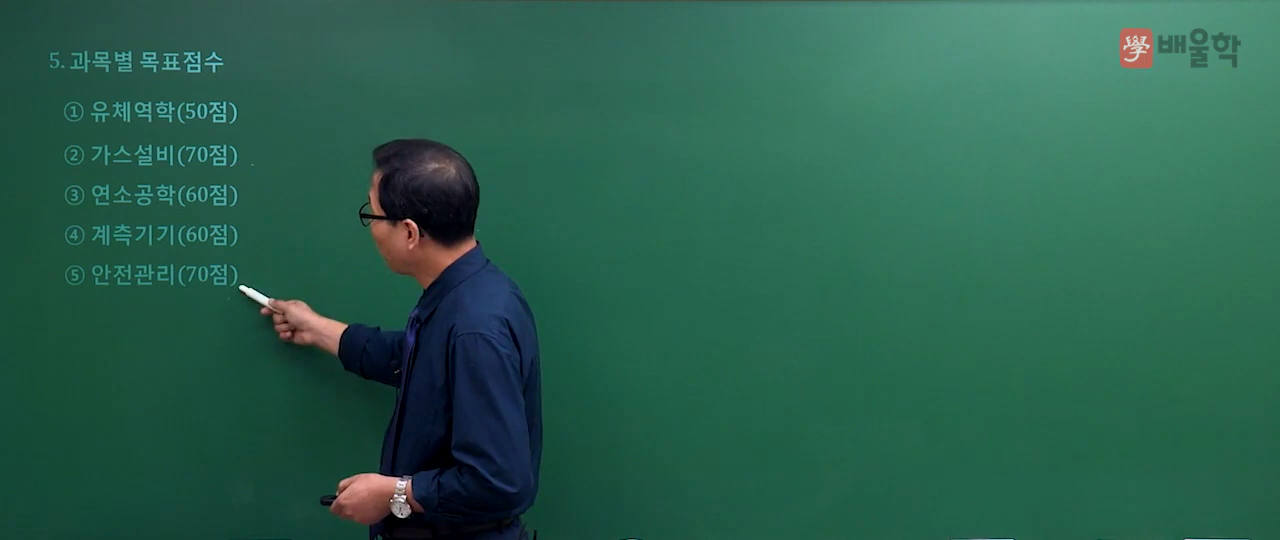 5. 과목별 목표점수
① 유체역학(50점)
② 가스설비(70점)
③ 연소공학(60점)
④ 계측기기(60점)
⑤ 안전관리(70점)
學 배울학